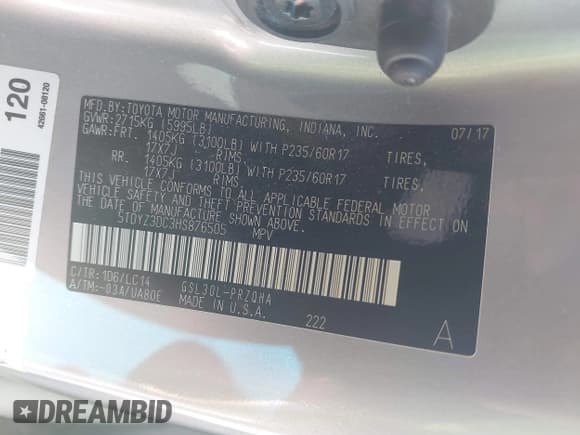 120
42661-08120
MFD.BY:TOYOTA MOTOR MANUFACTURING, INDIANA, INC. 07/17
GVWR:2715KG (5995LB)
GAWR:FRT. 1405KG (3100LB) WITH P235/60R17 TIRES,
17X7J RIMS
RR. 1405KG (3100LB) WITH P235/60R17 TIRES,
17X7J RIMS
THIS VEHICLE CONFORMS TO ALL APPLICABLE FEDERAL MOTOR
VEHICLE SAFETY AND THEFT PREVENTION STANDARDS IN EFFECT ON
THE DATE OF MANUFACTURE SHOWN ABOVE.
5TDYZ3DC3HS876505 MPV
C/TR:1D6/LC14
A/TM:-03A/UA80E GSL30L-PRZQHA
MADE IN U.S.A.
222
A
DREAMBID